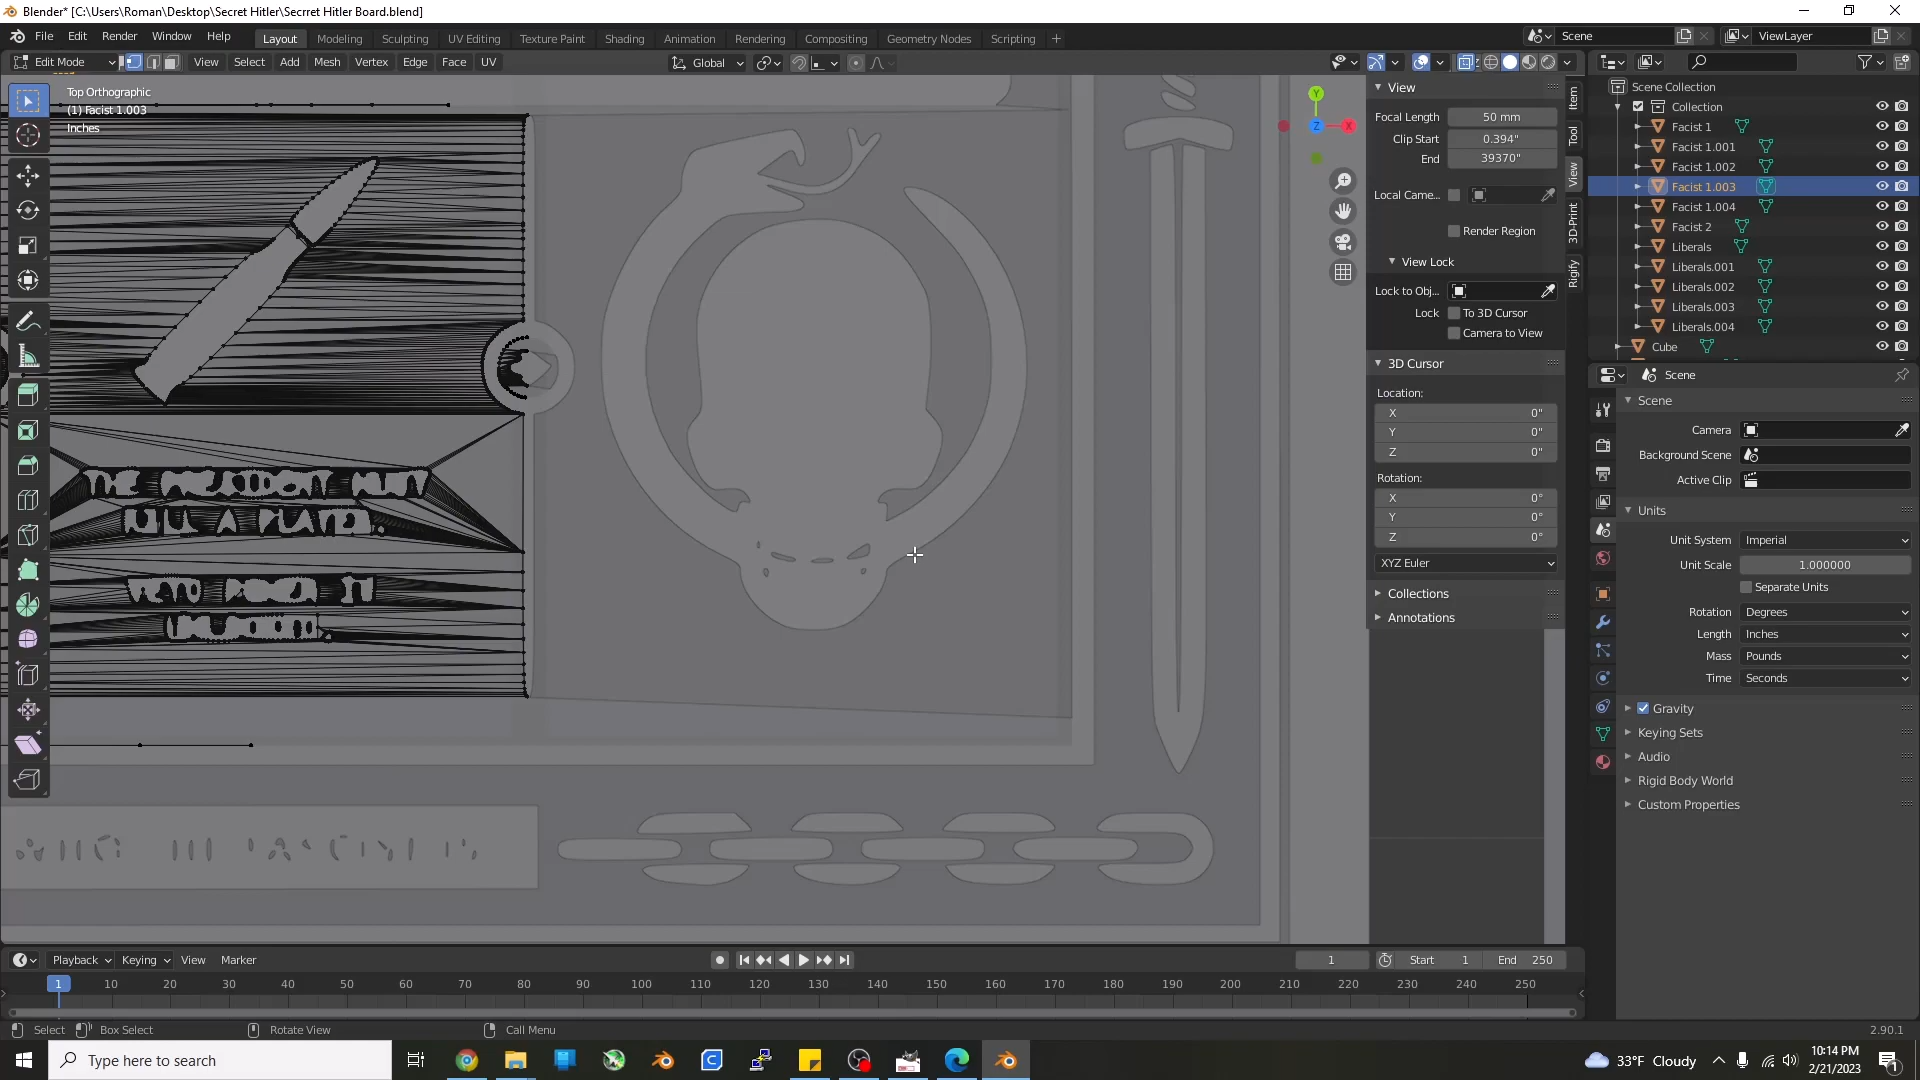 Blender* [C:\Users\Roman\Desktop\Secret Hitler\Secrret Hitler Board.blend]
File Edit Render Window Help
Layout Modeling Sculpting UV Editing Texture Paint Shading Animation Rendering Compositing Geometry Nodes Scripting +
Scene
ViewLayer
Edit Mode
View Select Add Mesh Vertex Edge Face UV
Global
Top Orthographic
(1) Facist 1.003
Inches
THE PRESIDENT MUST
KILL A PLAYER.
VETO POWER IS
Y
Z
X
View
Focal Length 50 mm
Clip Start 0.394"
End 39370"
Local Came...
Render Region
View Lock
Lock to Obj...
Lock To 3D Cursor
Camera to View
3D Cursor
Location:
X 0"
Y 0"
Z 0"
Rotation:
X 0°
Y 0°
Z 0°
XYZ Euler
Collections
Annotations
Item
Tool
View
3D-Print
Rigify
Scene Collection
Collection
Facist 1
Facist 1.001
Facist 1.002
Facist 1.003
Facist 1.004
Facist 2
Liberals
Liberals.001
Liberals.002
Liberals.003
Liberals.004
Cube
Scene
Scene
Camera
Background Scene
Active Clip
Units
Unit System Imperial
Unit Scale 1.000000
Separate Units
Rotation Degrees
Length Inches
Mass Pounds
Time Seconds
Gravity
Keying Sets
Audio
Rigid Body World
Custom Properties
Playback Keying View Marker
1
Start 1
End 250
1 10 20 30 40 50 60 70 80 90 100 110 120 130 140 150 160 170 180 190 200 210 220 230 240 250
Select Box Select Rotate View Call Menu
2.90.1
Type here to search
33°F Cloudy
10:14 PM
2/21/2023
1